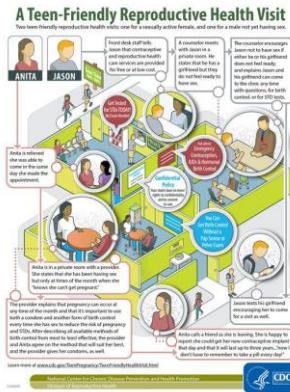 A Teen-Friendly Reproductive Health Visit
Two teen-friendly reproductive health visits: one for a sexually active female, and one for a male not yet having sex.
ANITA
JASON
Front desk staff tells Jason that contraceptive and reproductive health care services are provided for free or at low cost.
A counselor meets with Jason in a private room. He states that he has a girlfriend but they do not feel ready to have sex.
The counselor encourages Jason not to have sex if either he or his girlfriend does not feel ready, and explains Jason and his girlfriend can come to the clinic any time with questions, for birth control, or for STD tests.
Get Tested for STDs TODAY!
Ask about Emergency Contraception, IUDs & Hormonal Birth Control
Confidential Policy
You Can Get Birth Control Without a Pap Smear or Pelvic Exam!
Anita is relieved she was able to come in the same day she made the appointment.
Anita is in a private room with a provider. She states that she has been having sex but only at times of the month when she "knows she can't get pregnant."
The provider explains that pregnancy can occur at any time of the month and that it's important to use both a condom and another form of birth control every time she has sex to reduce the risk of pregnancy and STDs. After describing all available methods of birth control from most to least effective, the provider and Anita agree on the method that will suit her best, and the provider gives her condoms, as well.
Jason texts his girlfriend encouraging her to come for a visit as well.
Anita calls a friend as she is leaving. She is happy to report she could get her new contraceptive implant that day and that it will last up to three years, "now I don't have to remember to take a pill every day!"
Learn more at www.cdc.gov/TeenPregnancy/TeenFriendlyHealthVisit.html
National Center for Chronic Disease Prevention and Health Promotion
Division of Reproductive Health
CDC